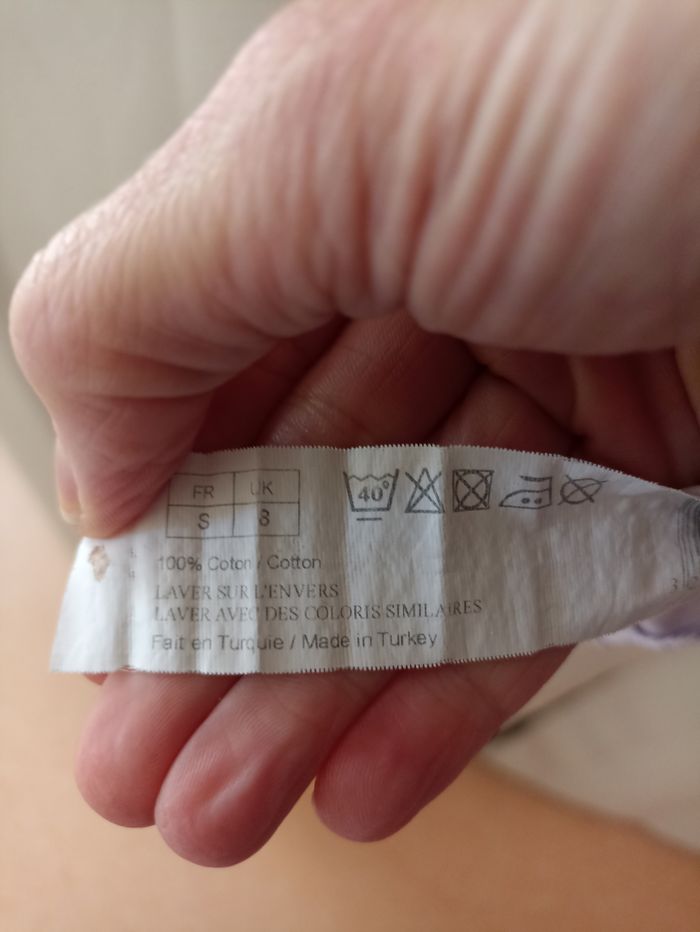 FR UK
S 8
40°
100% Coton / Cotton
LAVER SUR L'ENVERS
LAVER AVEC DES COLORIS SIMILAIRES
Fait en Turquie / Made in Turkey